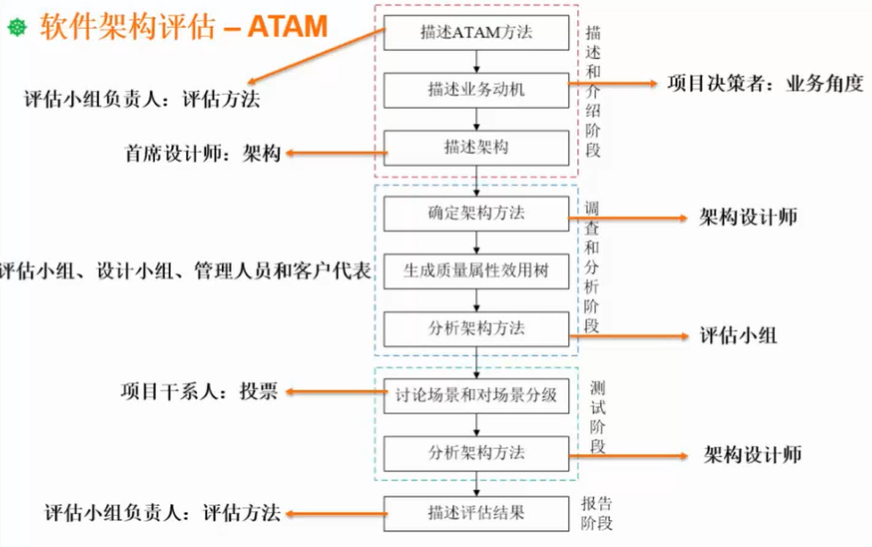 软件架构评估 – ATAM
描述ATAM方法
评估小组负责人：评估方法
描述业务动机
项目决策者：业务角度
描述架构
首席设计师：架构
描述和介绍阶段
确定架构方法
架构设计师
评估小组、设计小组、管理人员和客户代表
生成质量属性效用树
分析架构方法
评估小组
调查和分析阶段
项目干系人：投票
讨论场景和对场景分级
分析架构方法
架构设计师
测试阶段
评估小组负责人：评估方法
描述评估结果
报告
阶段